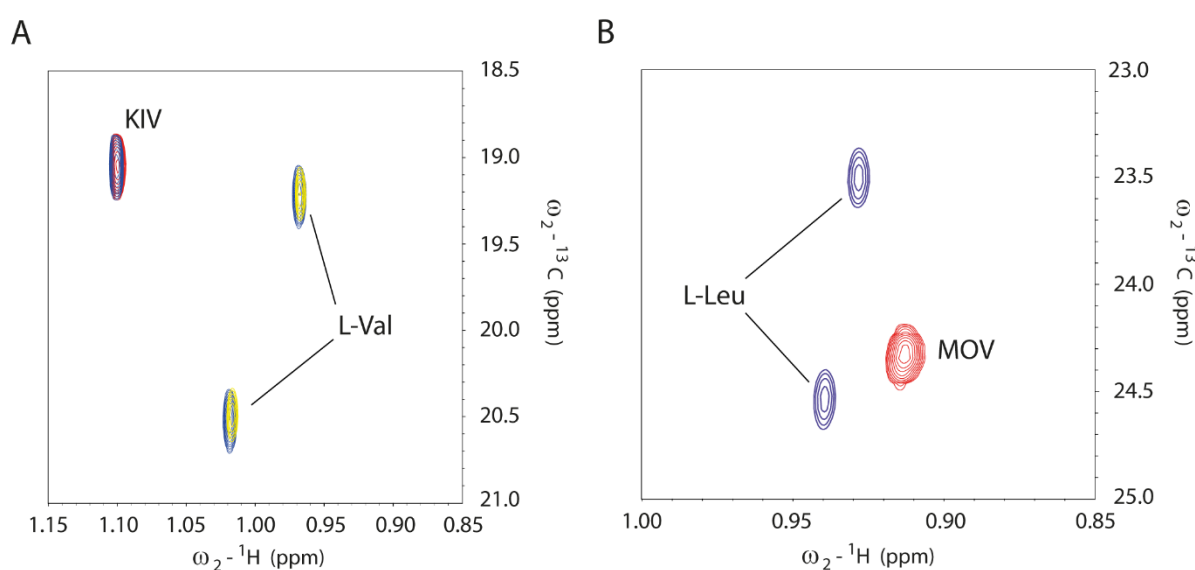 A
KIV
L-Val
18.5
19.0
19.5
20.0
20.5
21.0
ω2 - 13C (ppm)
1.15
1.10
1.05
1.00
0.95
0.90
0.85
ω2 - 1H (ppm)
B
L-Leu
MOV
23.0
23.5
24.0
24.5
25.0
ω2 - 13C (ppm)
1.00
0.95
0.90
0.85
ω2 - 1H (ppm)